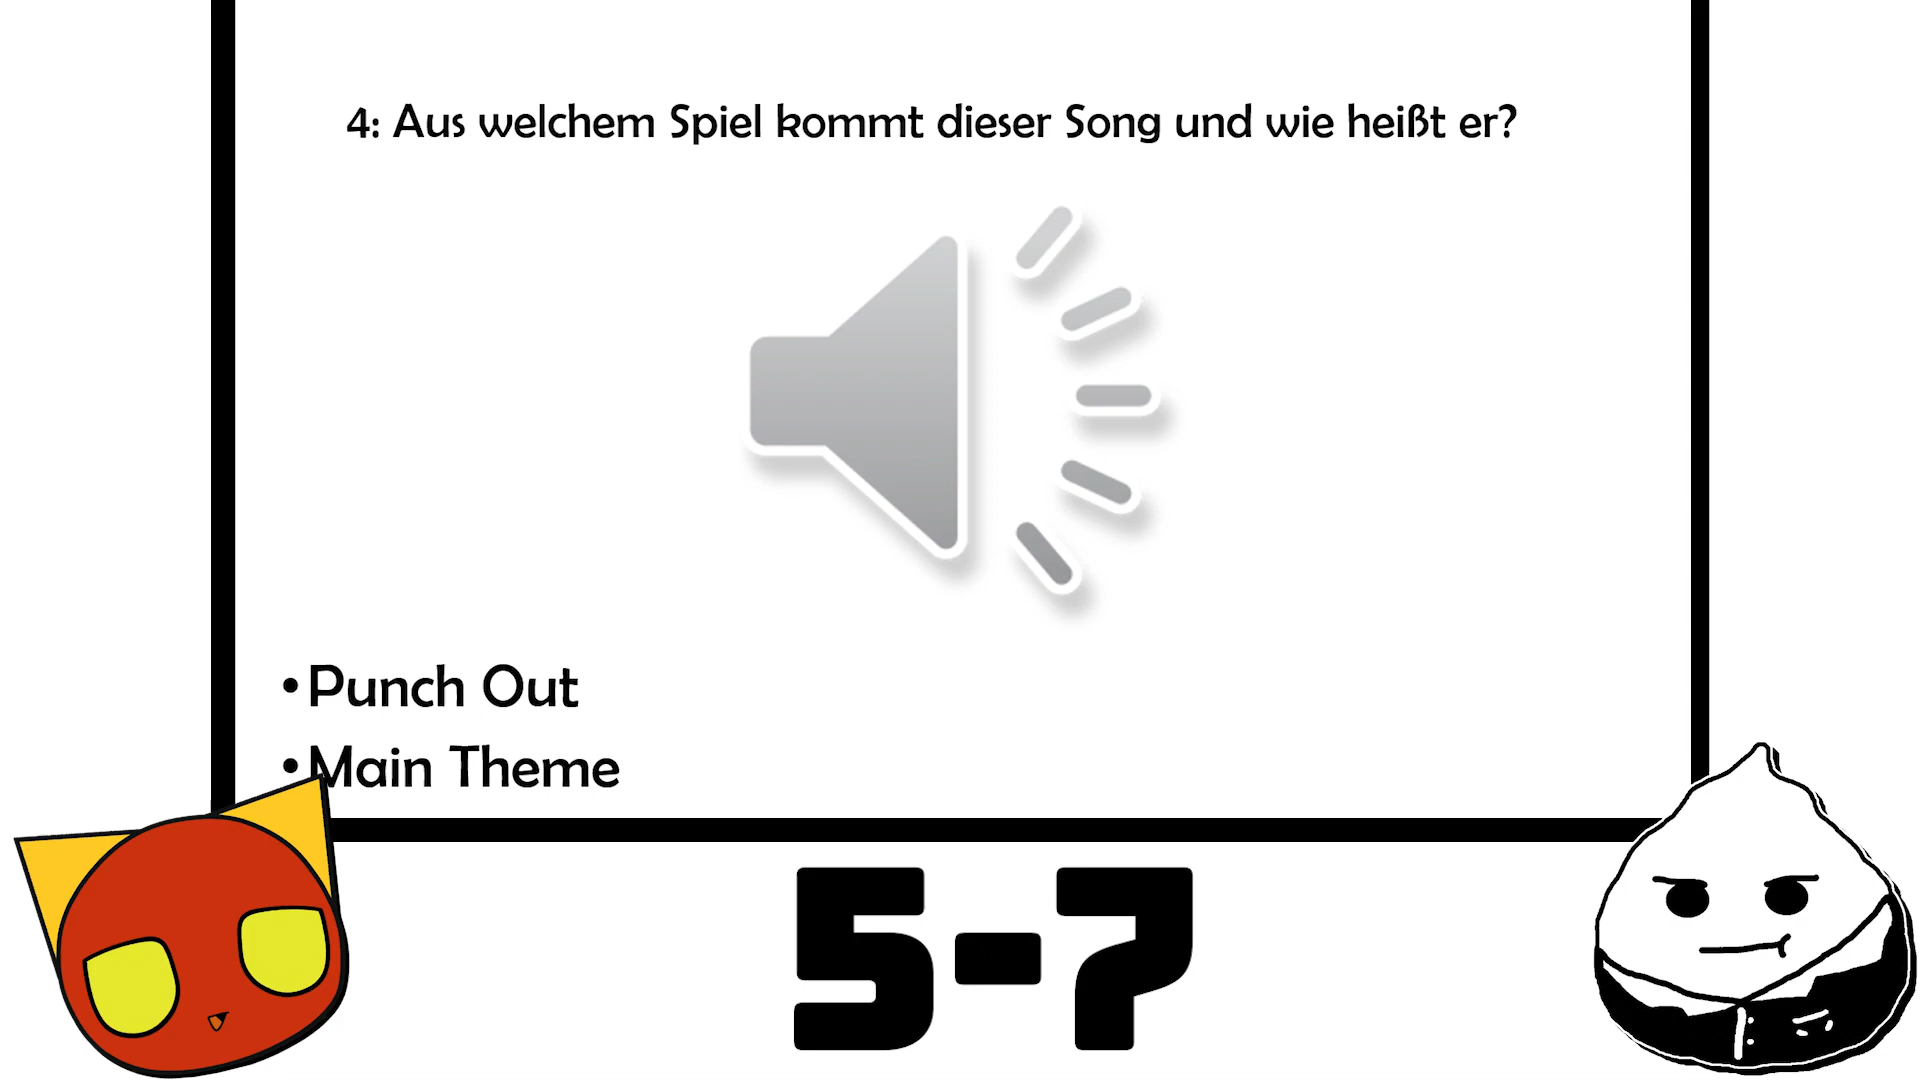 4: Aus welchem Spiel kommt dieser Song und wie heißt er?
• Punch Out
• Main Theme
5-7